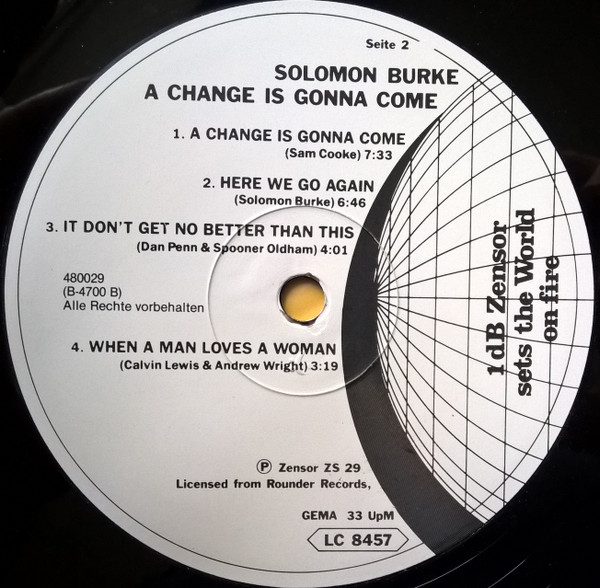 Seite 2
SOLOMON BURKE
A CHANGE IS GONNA COME
1. A CHANGE IS GONNA COME
(Sam Cooke) 7:33
2. HERE WE GO AGAIN
(Solomon Burke) 6:46
3. IT DON'T GET NO BETTER THAN THIS
(Dan Penn & Spooner Oldham) 4:01
480029
(B-4700 B)
Alle Rechte vorbehalten
4. WHEN A MAN LOVES A WOMAN
(Calvin Lewis & Andrew Wright) 3:19
Ⓟ Zensor ZS 29
Licensed from Rounder Records,
GEMA 33 UpM
LC 8457
1dB Zensor
sets the World
on fire